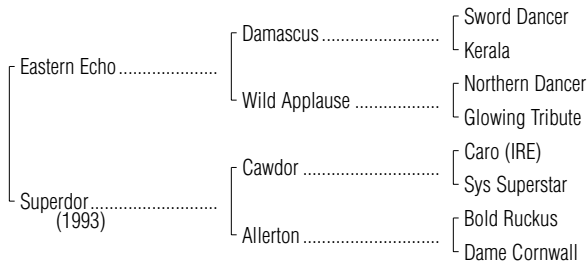 Sword Dancer
Damascus
Kerala
Eastern Echo
Northern Dancer
Wild Applause
Glowing Tribute
Caro (IRE)
Cawdor
Sys Superstar
Superdor
(1993)
Bold Ruckus
Allerton
Dame Cornwall